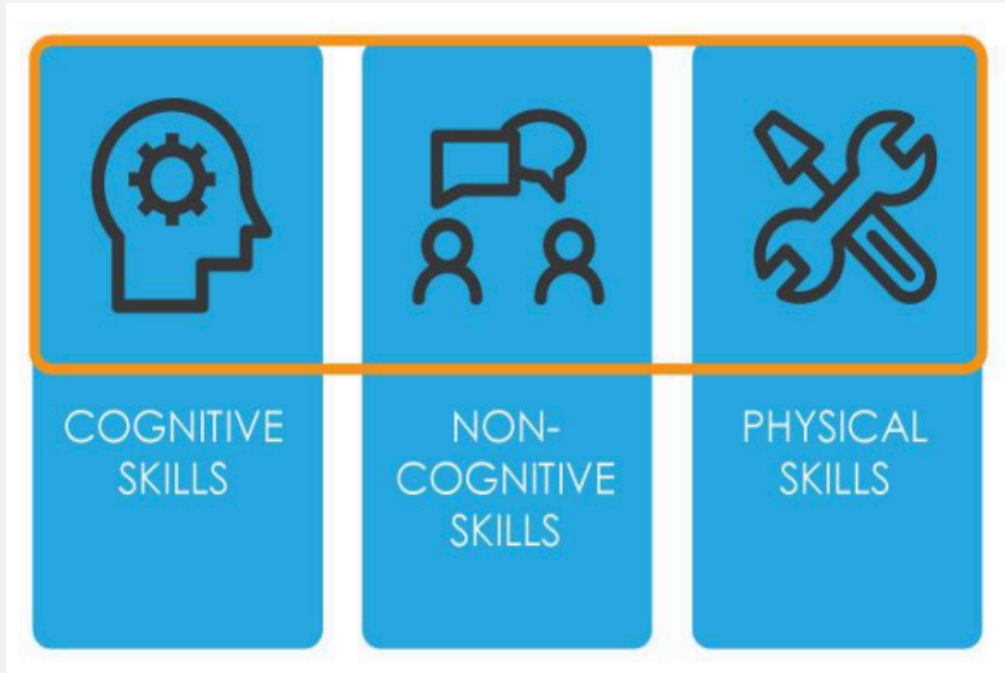 COGNITIVE
SKILLS
NON-
COGNITIVE
SKILLS
PHYSICAL
SKILLS